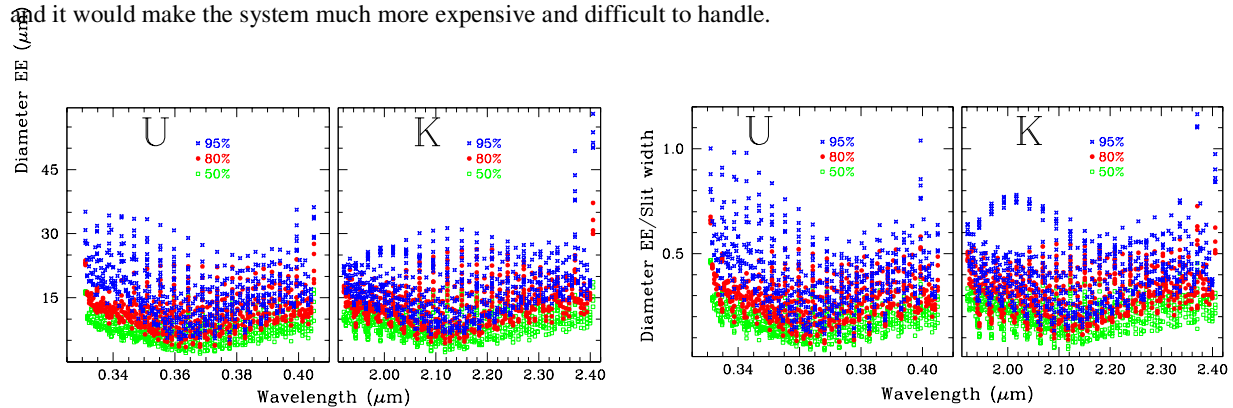 and it would make the system much more expensive and difficult to handle.
Diameter EE (μm)
45
30
15
U
95%
80%
50%
K
95%
80%
50%
0.34 0.36 0.38 0.40 2.00 2.10 2.20 2.30 2.40
Wavelength (μm)
Diameter EE/Slit width
1.0
0.5
U
95%
80%
50%
K
95%
80%
50%
0.34 0.36 0.38 0.40 2.00 2.10 2.20 2.30 2.40
Wavelength (μm)